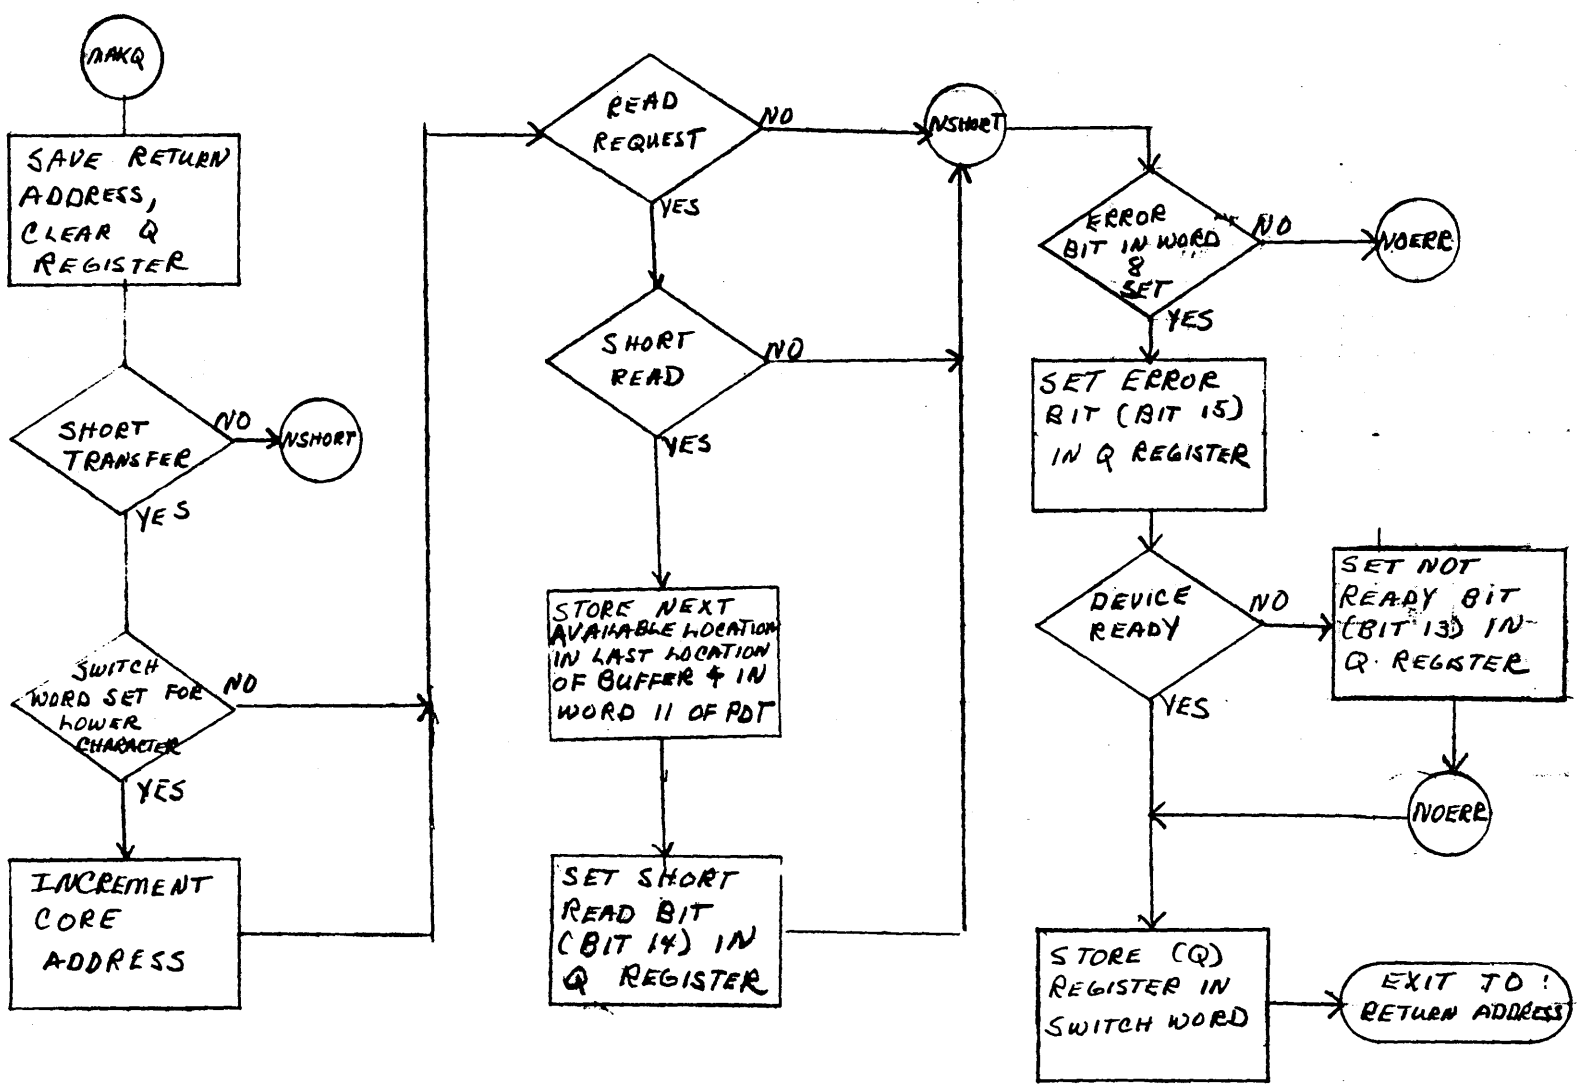 MAKQ
SAVE RETURN
ADDRESS,
CLEAR Q
REGISTER
SHORT
TRANSFER
NO
NSHORT
YES
SWITCH
WORD SET FOR
LOWER
CHARACTER
NO
YES
INCREMENT
CORE
ADDRESS
READ
REQUEST
NO
YES
SHORT
READ
NO
YES
STORE NEXT
AVAILABLE LOCATION
IN LAST LOCATION
OF BUFFER & IN
WORD 11 OF PDT
SET SHORT
READ BIT
(BIT 14) IN
Q REGISTER
NSHORT
ERROR
BIT IN WORD
8
SET
NO
NOERR
YES
SET ERROR
BIT (BIT 15)
IN Q REGISTER
DEVICE
READY
NO
YES
SET NOT
READY BIT
(BIT 13) IN
Q REGISTER
NOERR
STORE (Q)
REGISTER IN
SWITCH WORD
EXIT TO
RETURN ADDRESS